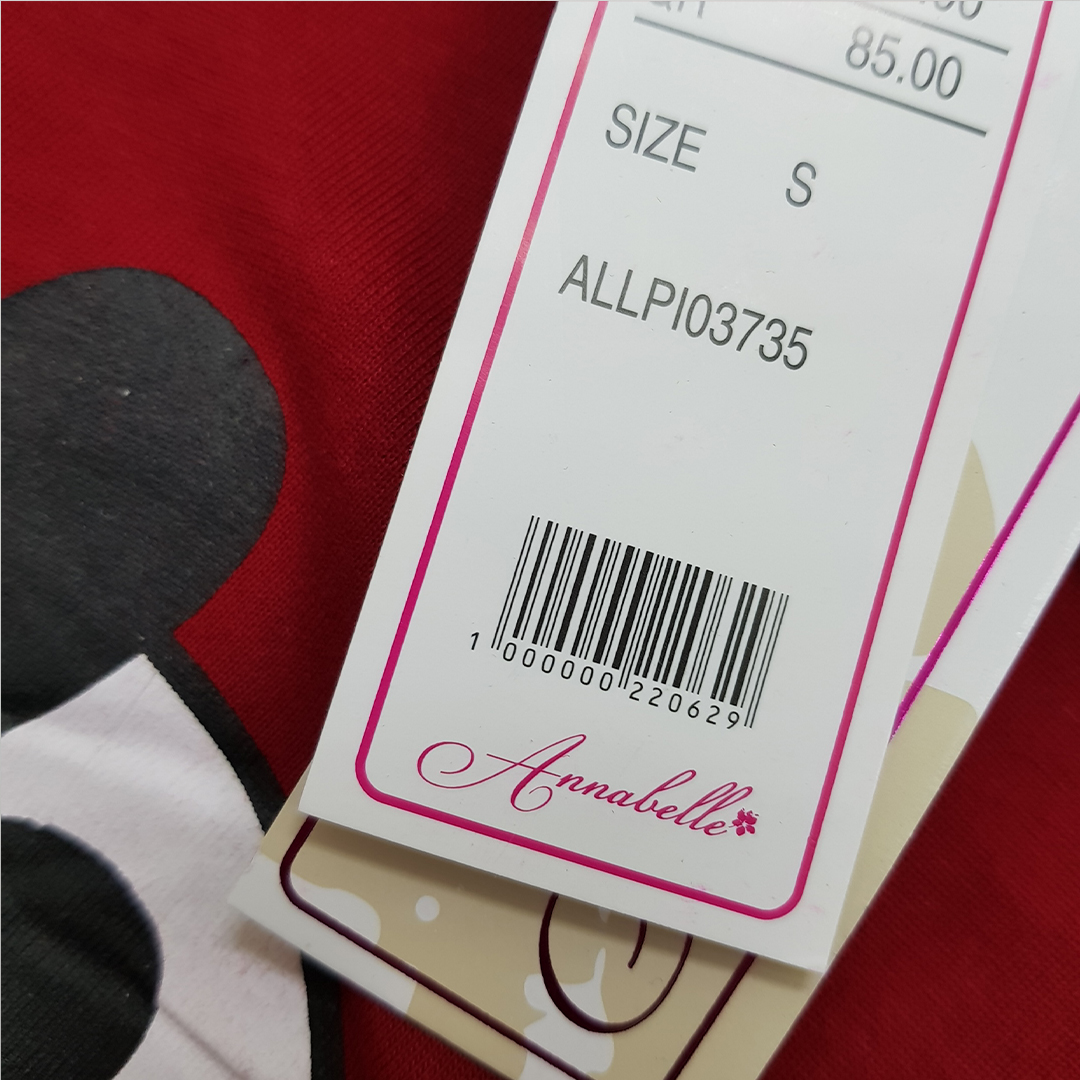 85.00
SIZE S
ALLPI03735
1 000000 220629
Annabelle